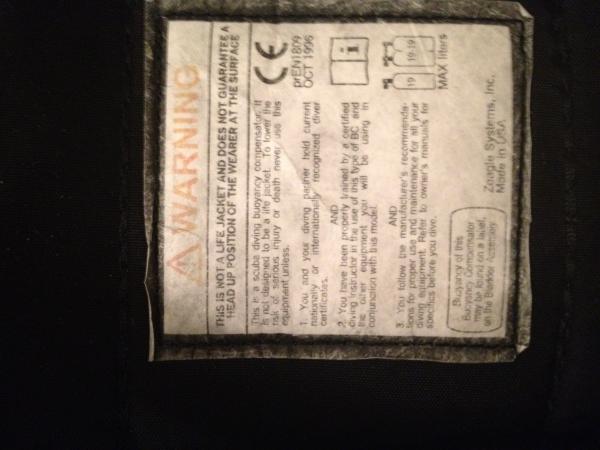 WARNING
THIS IS NOT A LIFE JACKET AND DOES NOT GUARANTEE A
HEAD UP POSITION OF THE WEARER AT THE SURFACE
This is a scuba diving buoyancy compensator. It
is not designed to be a life jacket. To lower the
risk of serious injury or death never use this
equipment unless.
1. You and your diving partner hold current
nationally or internationally recognized diver
certificates.
AND
2. You have been properly trained by a certified
diving instructor in the use of this type of BC and
the other equipment you will be using in
conjunction with this model.
AND
3. You follow the manufacturer's recommenda-
tions for proper use and maintenance for all your
diving equipment. Refer to owner's manuals for
specifics before you dive.
Buoyancy of this
Buoyancy Compensator
may be found on a label,
on the Bladder Assembly
CE
prEN1809
OCT 1996
i
19
19.19
MAX liters
Zeagle Systems, Inc.
Made in USA